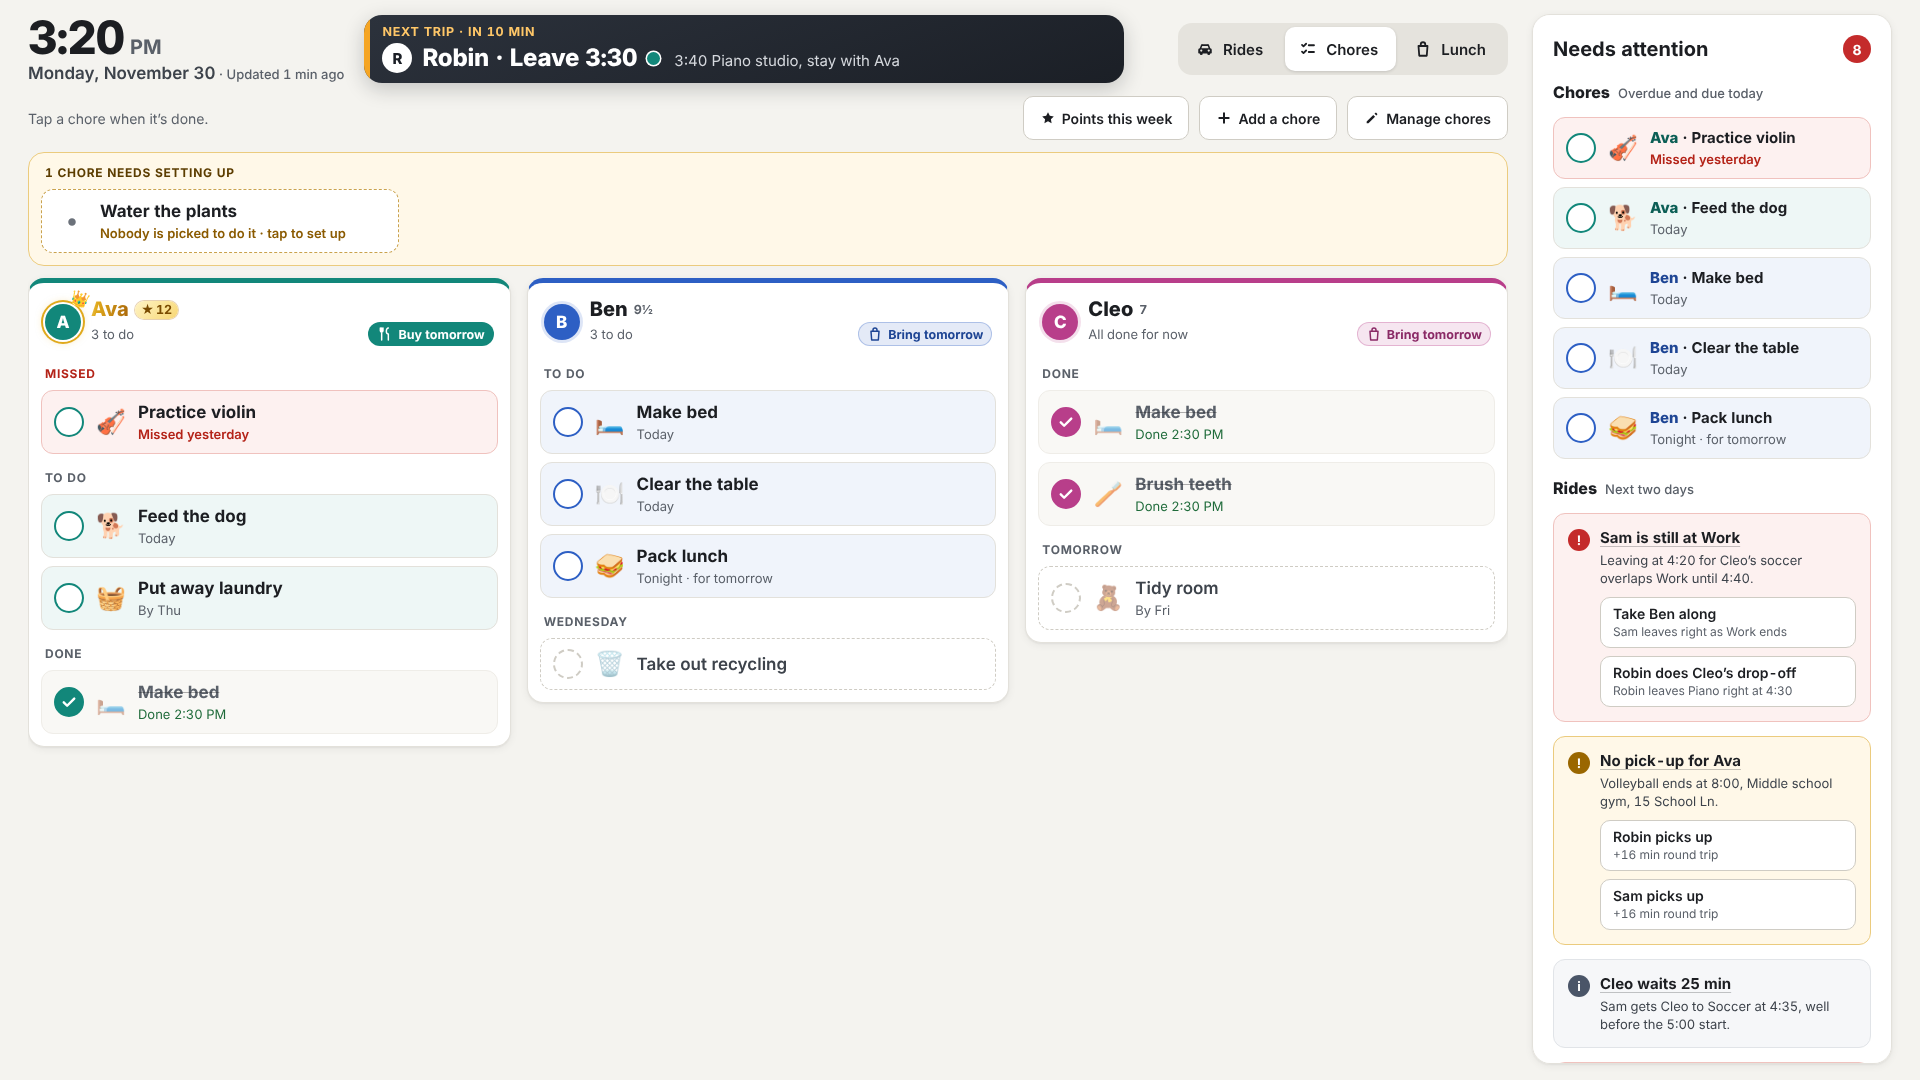 3:20 PM
Monday, November 30 · Updated 1 min ago
NEXT TRIP · IN 10 MIN
R Robin · Leave 3:30 3:40 Piano studio, stay with Ava
Rides
Chores
Lunch
Tap a chore when it’s done.
Points this week
Add a chore
Manage chores
1 CHORE NEEDS SETTING UP
Water the plants
Nobody is picked to do it · tap to set up
A
Ava ★ 12
3 to do
Buy tomorrow
MISSED
Practice violin
Missed yesterday
TO DO
Feed the dog
Today
Put away laundry
By Thu
DONE
Make bed
Done 2:30 PM
B
Ben 9½
3 to do
Bring tomorrow
TO DO
Make bed
Today
Clear the table
Today
Pack lunch
Tonight · for tomorrow
WEDNESDAY
Take out recycling
C
Cleo 7
All done for now
Bring tomorrow
DONE
Make bed
Done 2:30 PM
Brush teeth
Done 2:30 PM
TOMORROW
Tidy room
By Fri
Needs attention 8
Chores Overdue and due today
Ava · Practice violin
Missed yesterday
Ava · Feed the dog
Today
Ben · Make bed
Today
Ben · Clear the table
Today
Ben · Pack lunch
Tonight · for tomorrow
Rides Next two days
! Sam is still at Work
Leaving at 4:20 for Cleo’s soccer
overlaps Work until 4:40.
Take Ben along
Sam leaves right as Work ends
Robin does Cleo’s drop-off
Robin leaves Piano right at 4:30
! No pick-up for Ava
Volleyball ends at 8:00, Middle school
gym, 15 School Ln.
Robin picks up
+16 min round trip
Sam picks up
+16 min round trip
i Cleo waits 25 min
Sam gets Cleo to Soccer at 4:35, well
before the 5:00 start.